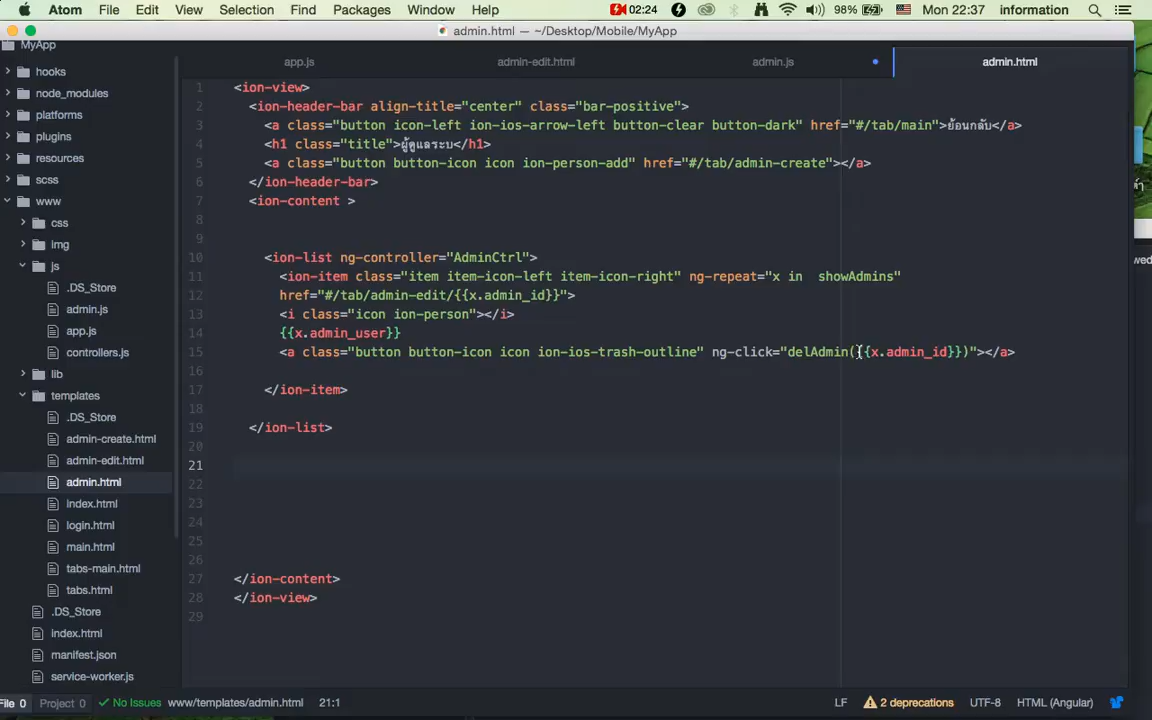 Atom File Edit View Selection Find Packages Window Help 02:24 98% Mon 22:37 information
admin.html — ~/Desktop/Mobile/MyApp
MyApp
app.js admin-edit.html admin.js admin.html
hooks
node_modules
platforms
plugins
resources
scss
www
css
img
js
.DS_Store
admin.js
app.js
controllers.js
lib
templates
.DS_Store
admin-create.html
admin-edit.html
admin.html
index.html
login.html
main.html
tabs-main.html
tabs.html
.DS_Store
index.html
manifest.json
service-worker.js
1 <ion-view>
2 <ion-header-bar align-title="center" class="bar-positive">
3 <a class="button icon-left ion-ios-arrow-left button-clear button-dark" href="#/tab/main">ย้อนกลับ</a>
4 <h1 class="title">ผู้ดูแลระบบ</h1>
5 <a class="button button-icon icon ion-person-add" href="#/tab/admin-create"></a>
6 </ion-header-bar>
7 <ion-content >
8
9
10 <ion-list ng-controller="AdminCtrl">
11 <ion-item class="item item-icon-left item-icon-right" ng-repeat="x in  showAdmins"
12 href="#/tab/admin-edit/{{x.admin_id}}">
13 <i class="icon ion-person"></i>
14 {{x.admin_user}}
15 <a class="button button-icon icon ion-ios-trash-outline" ng-click="delAdmin({{x.admin_id}})"></a>
16
17 </ion-item>
18
19 </ion-list>
20
21
22
23
24
25
26
27 </ion-content>
28 </ion-view>
29
File 0 Project 0 No Issues www/templates/admin.html 21:1 LF 2 deprecations UTF-8 HTML (Angular)